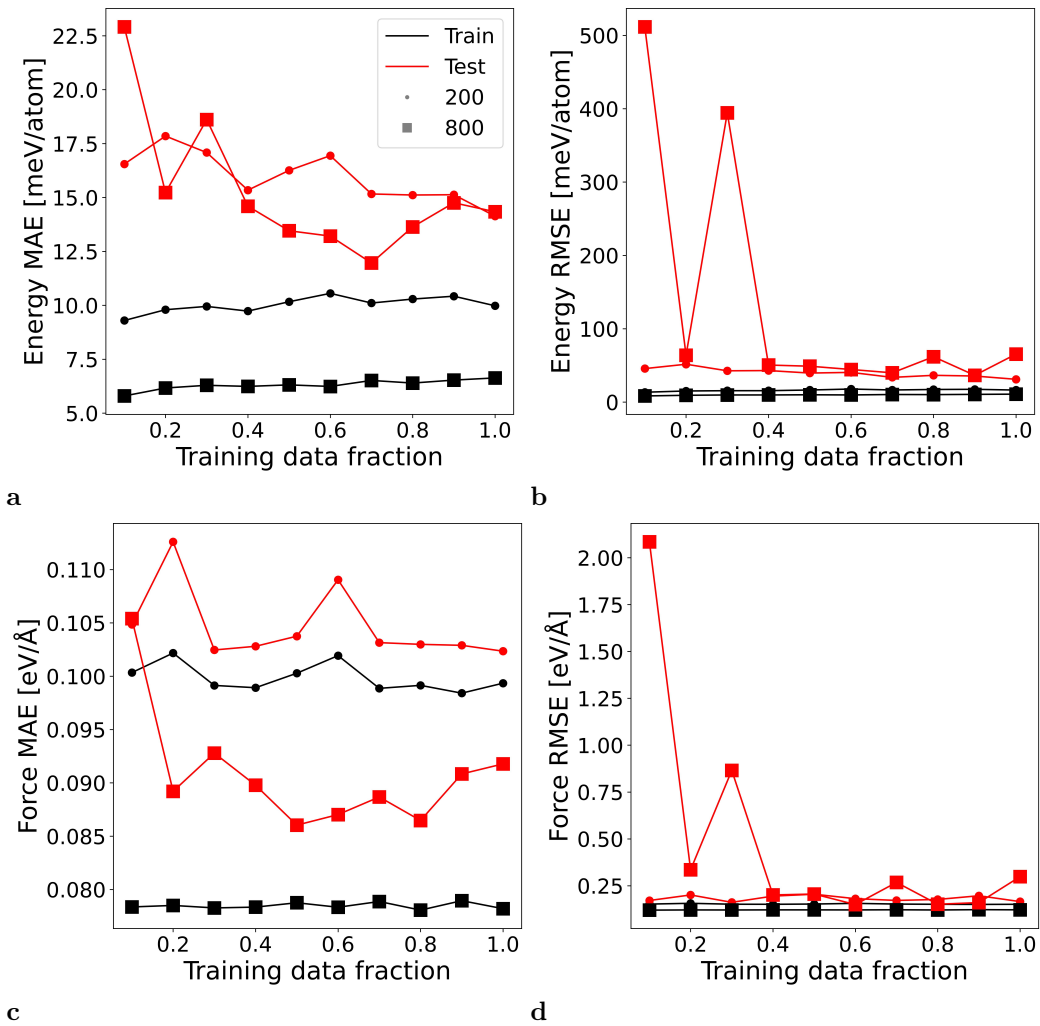 22.5
20.0
17.5
15.0
12.5
10.0
7.5
5.0
Energy MAE [meV/atom]
Train
Test
200
800
0.2 0.4 0.6 0.8 1.0
Training data fraction
a
500
400
300
200
100
0
Energy RMSE [meV/atom]
0.2 0.4 0.6 0.8 1.0
Training data fraction
b
0.110
0.105
0.100
0.095
0.090
0.085
0.080
Force MAE [eV/Å]
0.2 0.4 0.6 0.8 1.0
Training data fraction
c
2.00
1.75
1.50
1.25
1.00
0.75
0.50
0.25
Force RMSE [eV/Å]
0.2 0.4 0.6 0.8 1.0
Training data fraction
d